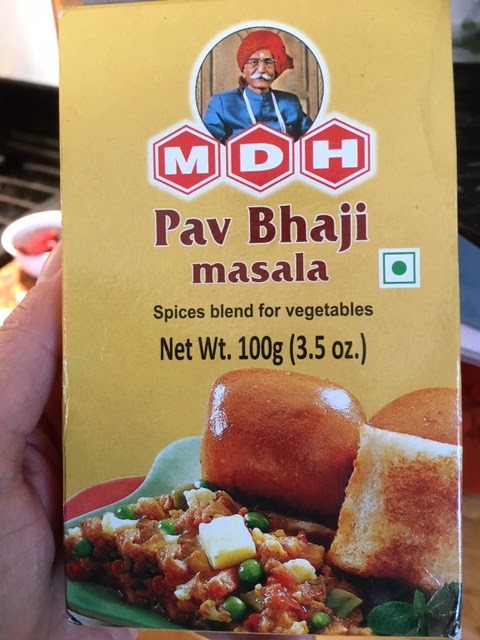 MDH
Pav Bhaji
masala
Spices blend for vegetables
Net Wt. 100g (3.5 oz.)